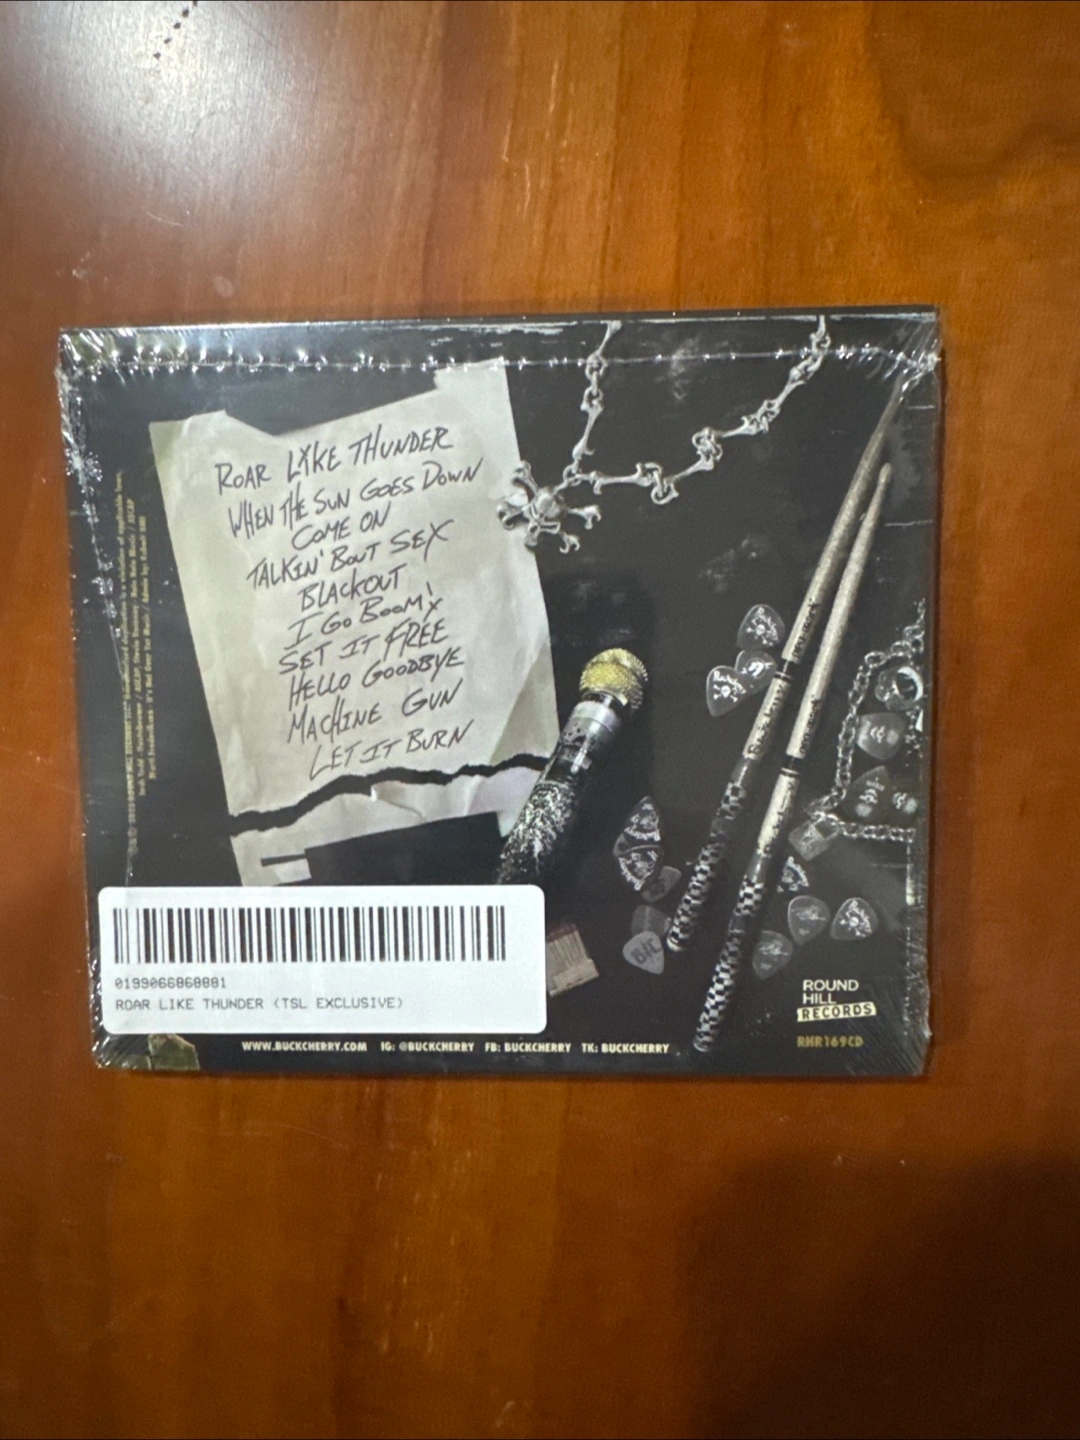 ROAR LIKE THUNDER
WHEN THE SUN GOES DOWN
COME ON
TALKIN' BOUT SEX
BLACKOUT
I GO BOOM!
SET IT FREE
HELLO GOODBYE
MACHINE GUN
LET IT BURN
0199066868881
ROAR LIKE THUNDER (TSL EXCLUSIVE)
WWW.BUCKCHERRY.COM IG: @BUCKCHERRY FB: BUCKCHERRY TK: BUCKCHERRY
ROUND
HILL
RECORDS
RHR169CD
Buckcherry
B/C